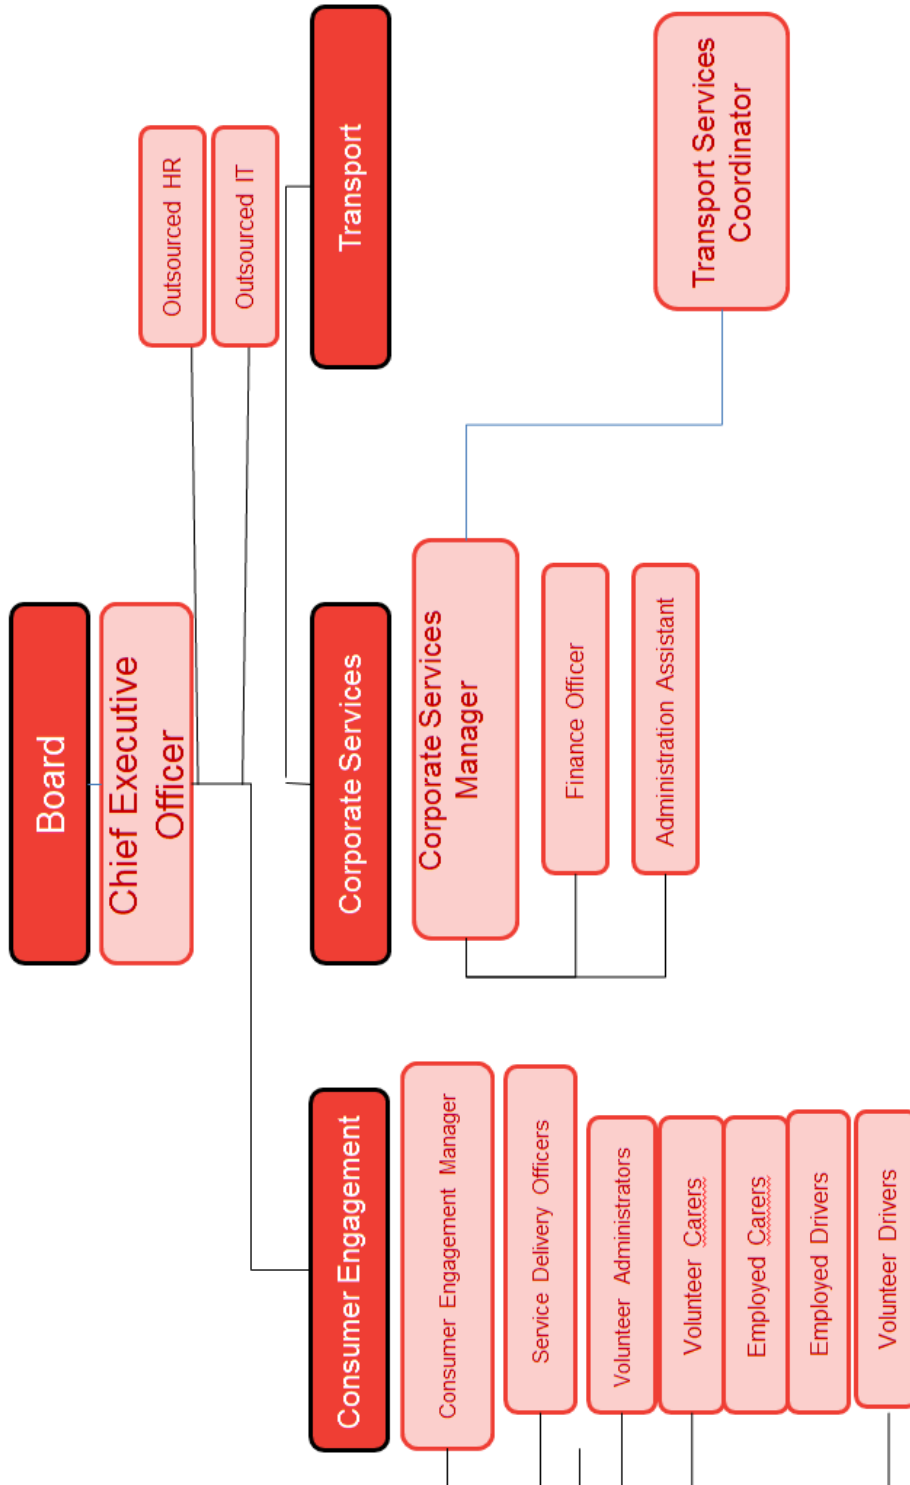 Board
Chief Executive
Officer
Outsourced HR
Outsourced IT
Consumer Engagement
Corporate Services
Transport
Consumer Engagement Manager
Service Delivery Officers
Volunteer Administrators
Volunteer Carers
Employed Carers
Employed Drivers
Volunteer Drivers
Corporate Services
Manager
Finance Officer
Administration Assistant
Transport Services
Coordinator